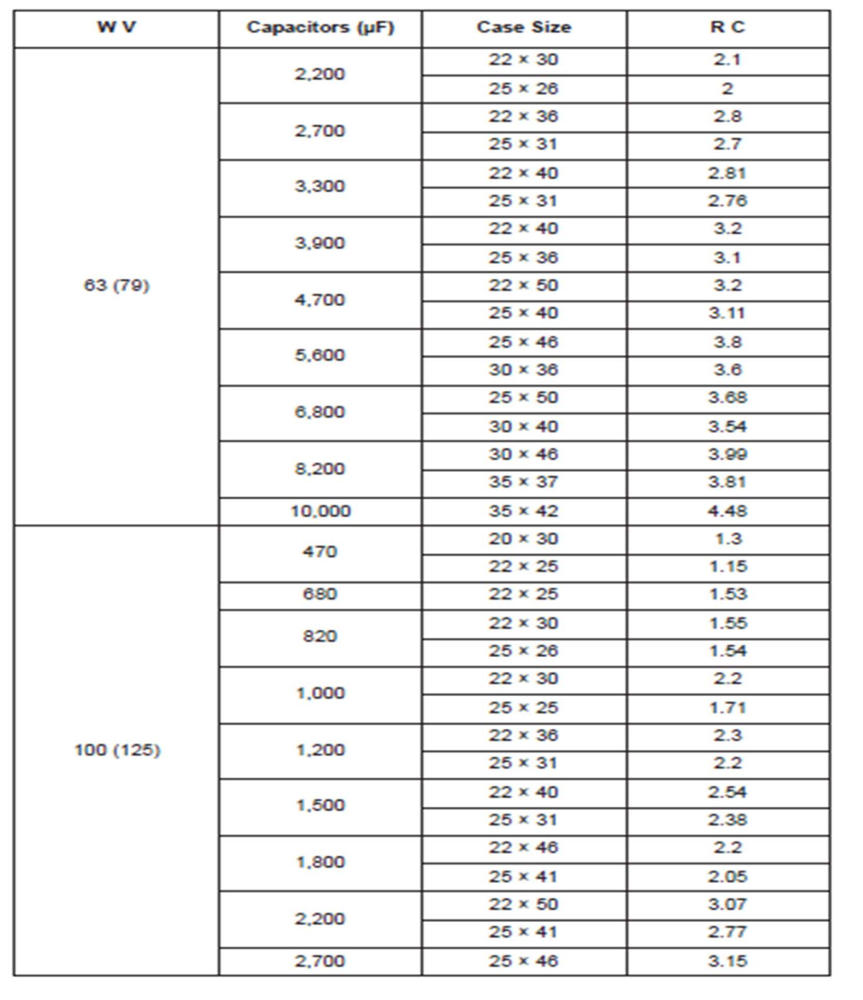 W V Capacitors (µF) Case Size R C
63 (79) 2,200 22 × 30 2.1
25 × 26 2
2,700 22 × 36 2.8
25 × 31 2.7
3,300 22 × 40 2.81
25 × 31 2.76
3,900 22 × 40 3.2
25 × 36 3.1
4,700 22 × 50 3.2
25 × 40 3.11
5,600 25 × 46 3.8
30 × 36 3.6
6,800 25 × 50 3.68
30 × 40 3.54
8,200 30 × 46 3.99
35 × 37 3.81
10,000 35 × 42 4.48
100 (125) 470 20 × 30 1.3
22 × 25 1.15
680 22 × 25 1.53
820 22 × 30 1.55
25 × 26 1.54
1,000 22 × 30 2.2
25 × 25 1.71
1,200 22 × 36 2.3
25 × 31 2.2
1,500 22 × 40 2.54
25 × 31 2.38
1,800 22 × 46 2.2
25 × 41 2.05
2,200 22 × 50 3.07
25 × 41 2.77
2,700 25 × 46 3.15